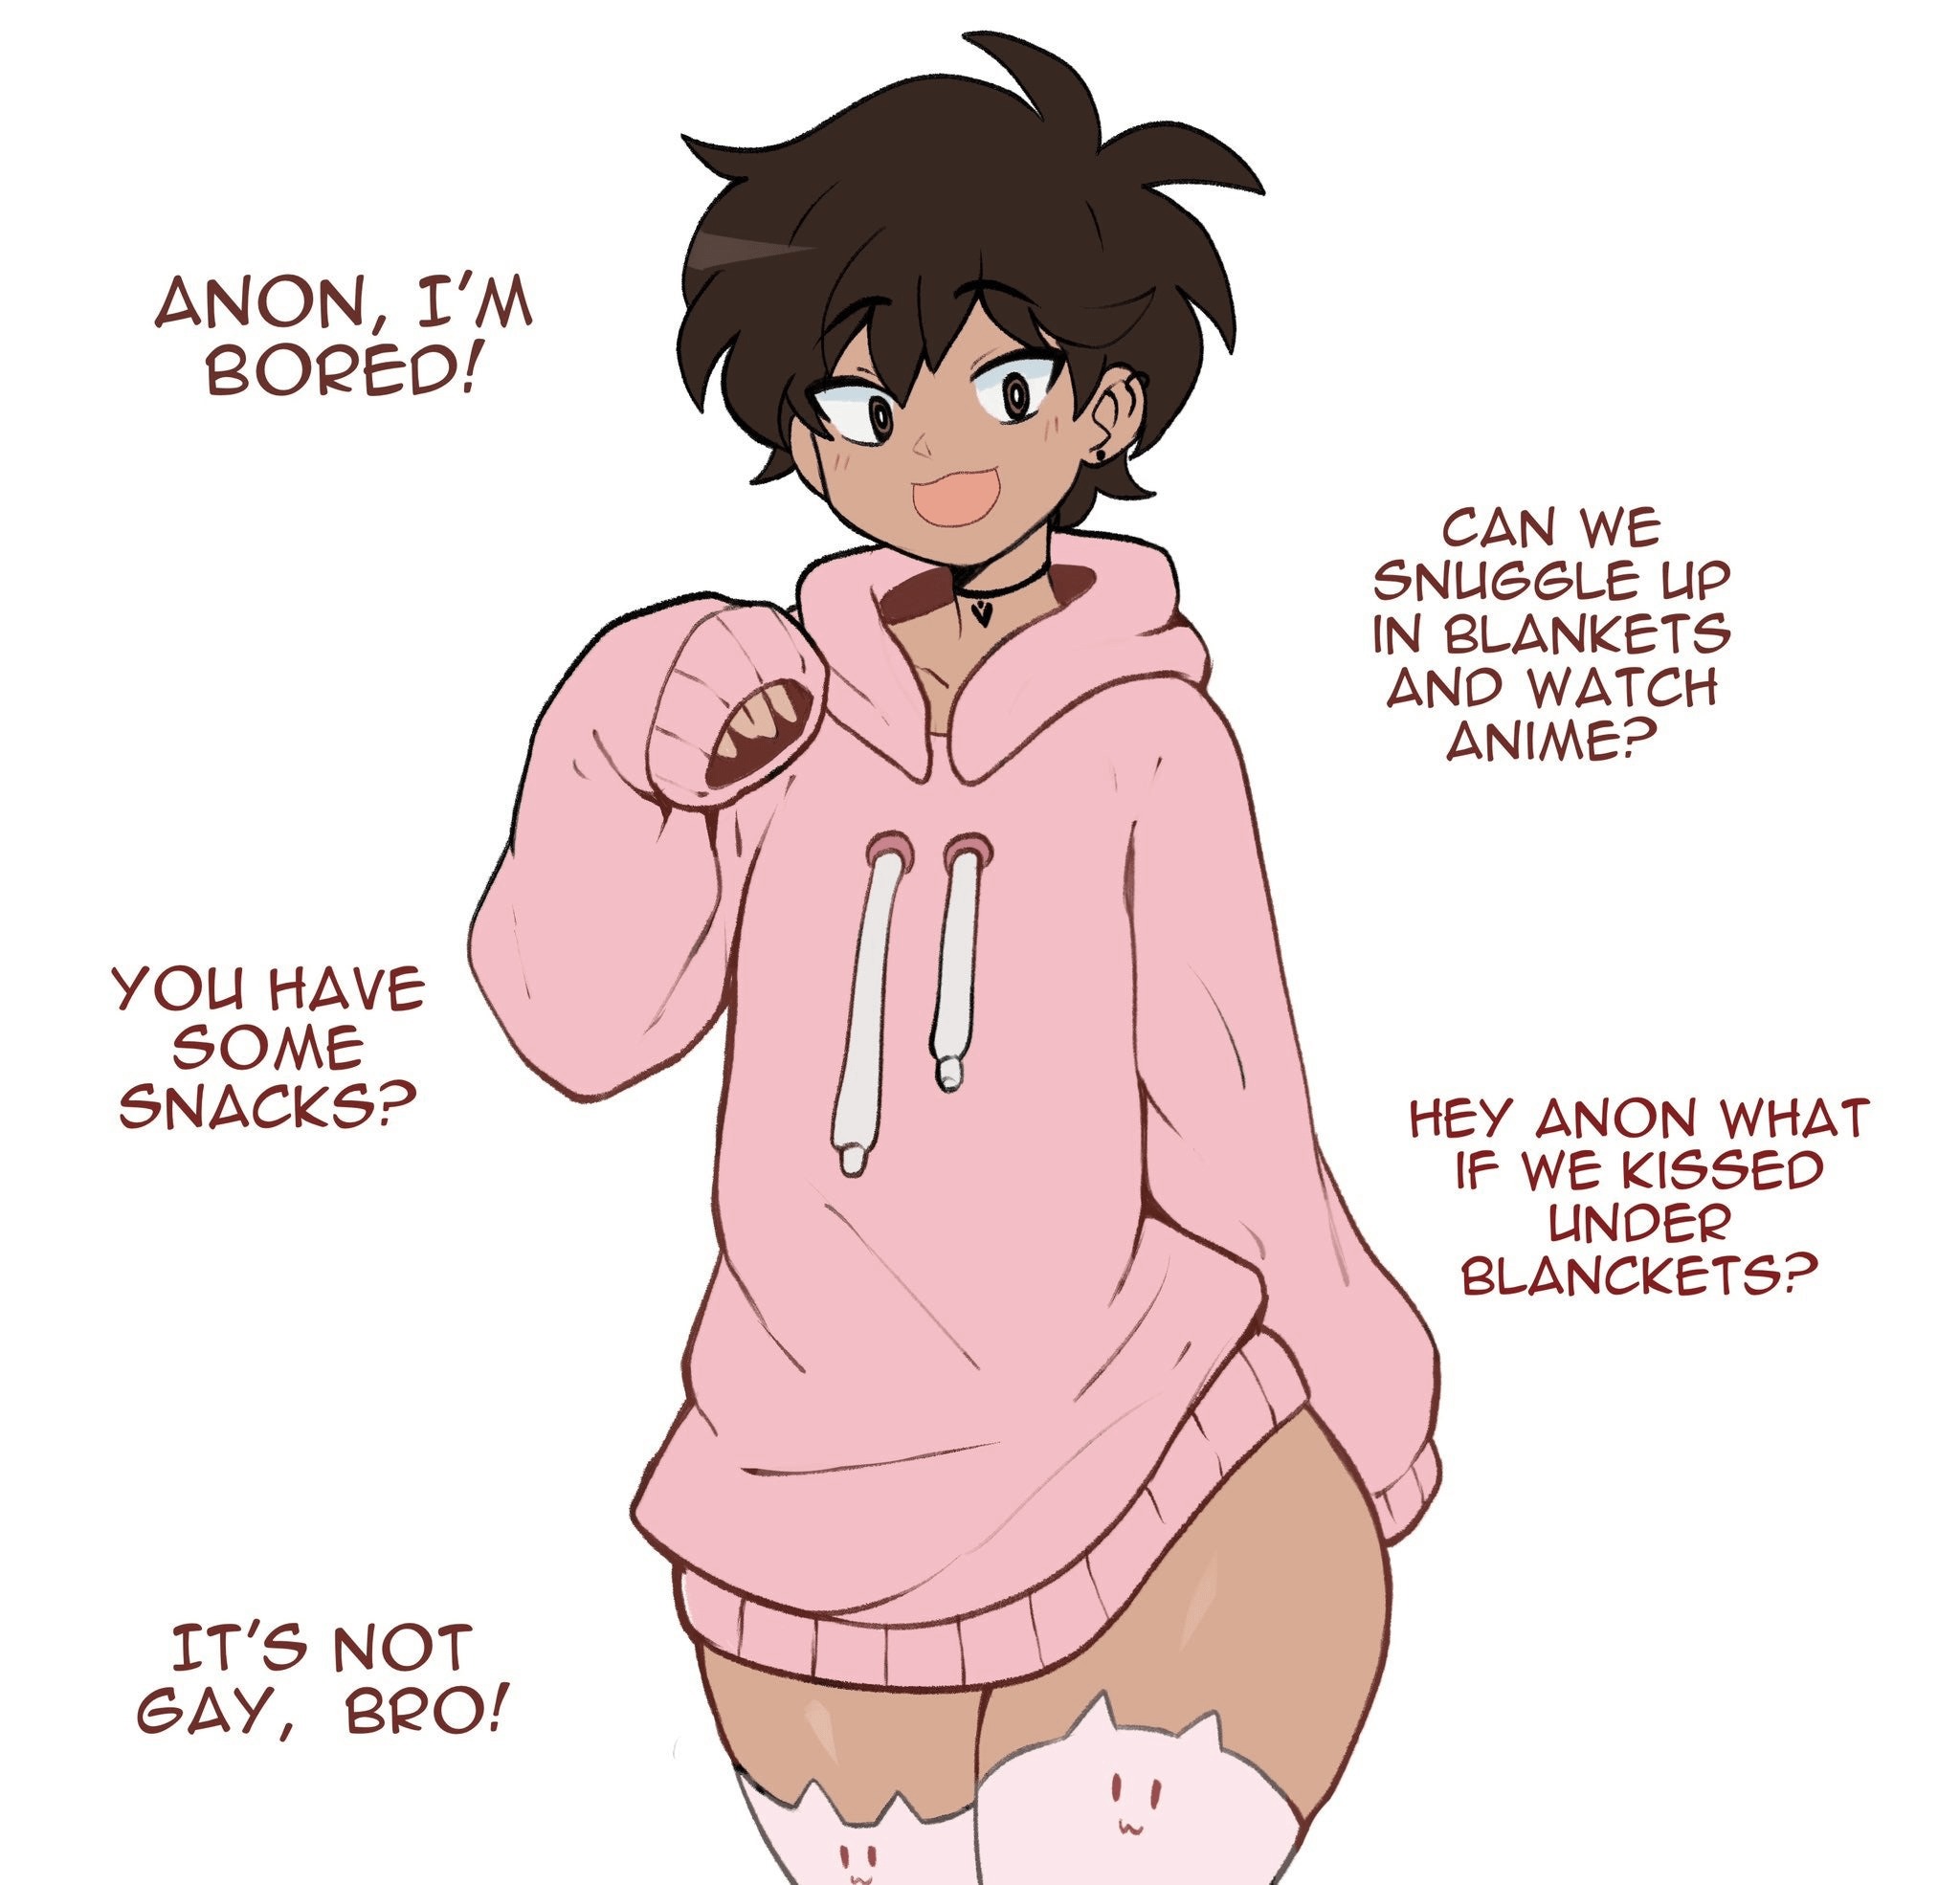 ANON, I'M
BORED!
CAN WE
SNUGGLE UP
IN BLANKETS
AND WATCH
ANIME?
YOU HAVE
SOME
SNACKS?
HEY ANON WHAT
IF WE KISSED
UNDER
BLANCKETS?
IT'S NOT
GAY, BRO!